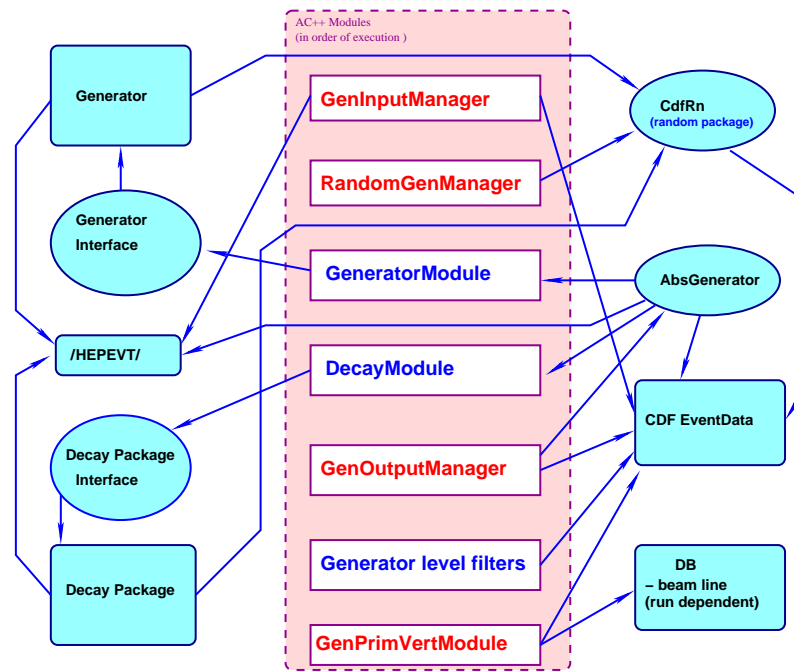 AC++ Modules
(in order of execution )
Generator
GenInputManager
CdfRn
(random package)
RandomGenManager
Generator
Interface
GeneratorModule
AbsGenerator
/HEPEVT/
DecayModule
CDF EventData
Decay Package
Interface
GenOutputManager
Generator level filters
DB
– beam line
(run dependent)
Decay Package
GenPrimVertModule